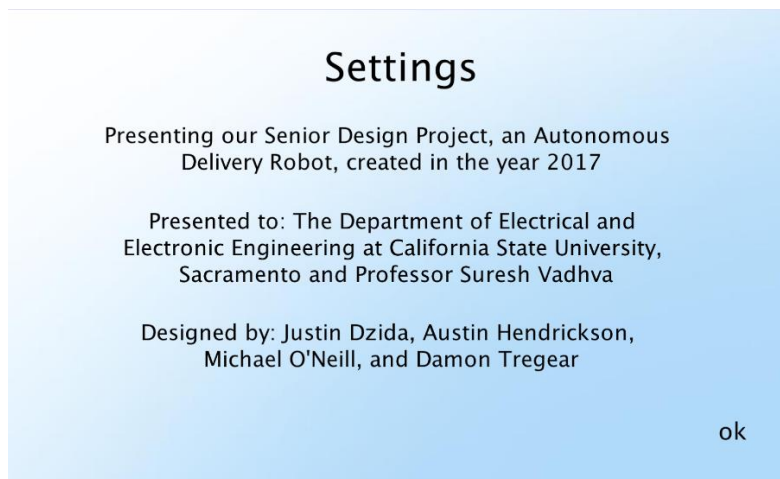 Settings
Presenting our Senior Design Project, an Autonomous
Delivery Robot, created in the year 2017
Presented to: The Department of Electrical and
Electronic Engineering at California State University,
Sacramento and Professor Suresh Vadhva
Designed by: Justin Dzida, Austin Hendrickson,
Michael O'Neill, and Damon Tregear
ok